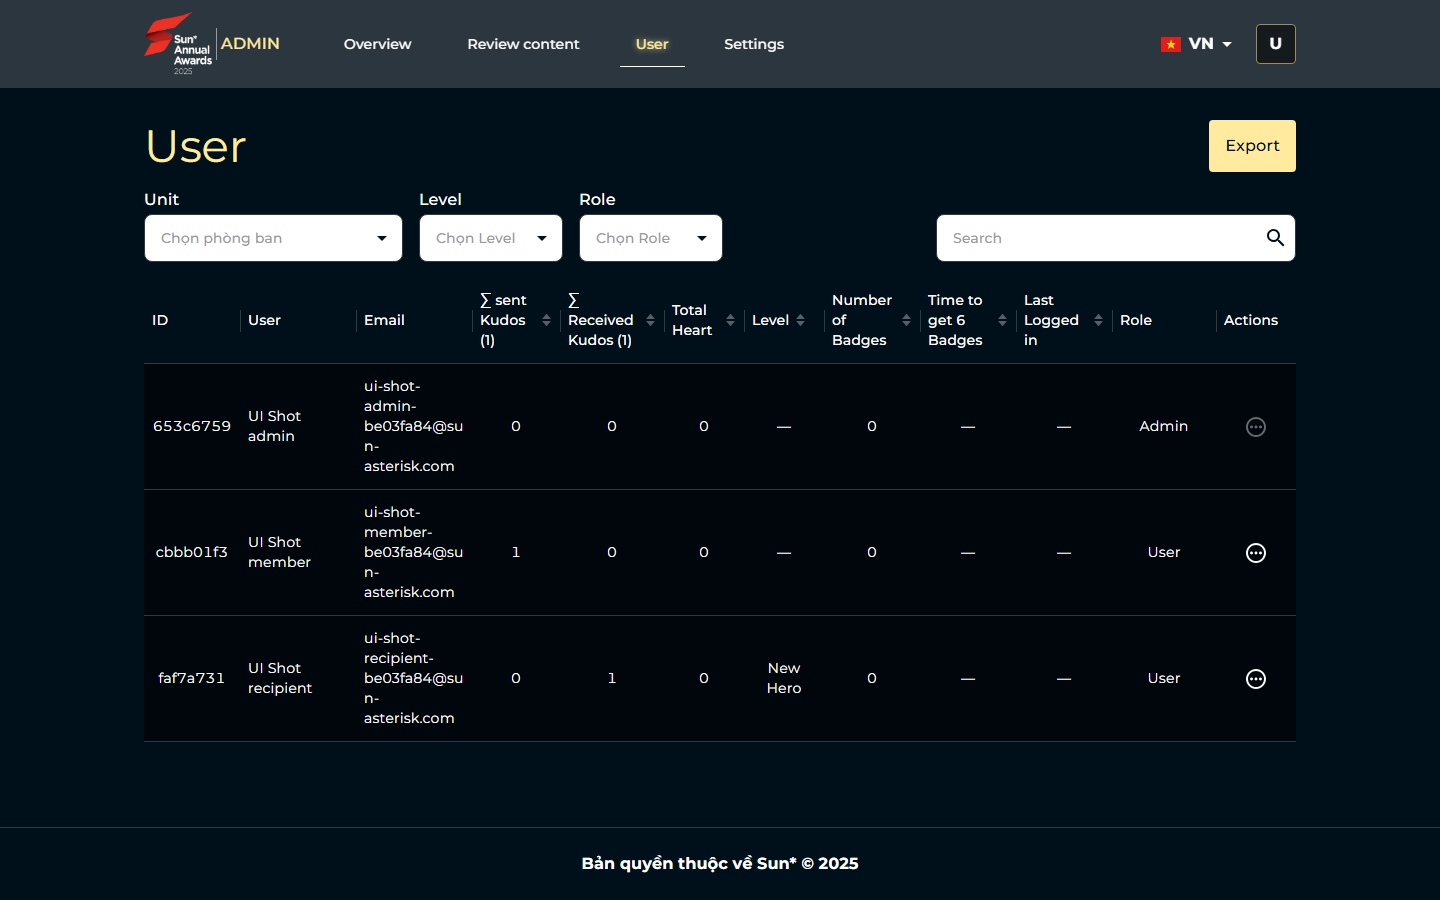 Sun*
Annual
Awards
2025
ADMIN
Overview
Review content
User
Settings
VN
U
User
Export
Unit
Level
Role
Chọn phòng ban
Chọn Level
Chọn Role
Search
ID
User
Email
∑ sent
Kudos
(1)
∑
Received
Kudos (1)
Total
Heart
Level
Number
of
Badges
Time to
get 6
Badges
Last
Logged
in
Role
Actions
653c6759
UI Shot
admin
ui-shot-
admin-
be03fa84@su
n-
asterisk.com
0
0
0
—
0
—
—
Admin
cbbb01f3
UI Shot
member
ui-shot-
member-
be03fa84@su
n-
asterisk.com
1
0
0
—
0
—
—
User
faf7a731
UI Shot
recipient
ui-shot-
recipient-
be03fa84@su
n-
asterisk.com
0
1
0
New
Hero
0
—
—
User
Bản quyền thuộc về Sun* © 2025